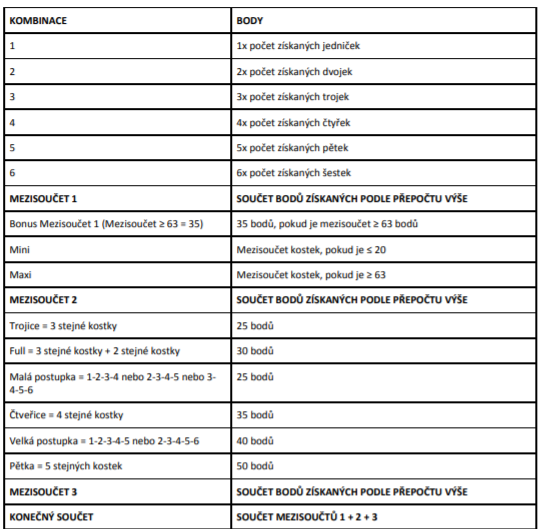 KOMBINACE BODY
1 1x počet získaných jedniček
2 2x počet získaných dvojek
3 3x počet získaných trojek
4 4x počet získaných čtyřek
5 5x počet získaných pětek
6 6x počet získaných šestek
MEZISOUČET 1 SOUČET BODŮ ZÍSKANÝCH PODLE PŘEPOČTU VÝŠE
Bonus Mezisoučet 1 (Mezisoučet ≥ 63 = 35) 35 bodů, pokud je mezisoučet ≥ 63 bodů
Mini Mezisoučet kostek, pokud je ≤ 20
Maxi Mezisoučet kostek, pokud je ≥ 63
MEZISOUČET 2 SOUČET BODŮ ZÍSKANÝCH PODLE PŘEPOČTU VÝŠE
Trojice = 3 stejné kostky 25 bodů
Full = 3 stejné kostky + 2 stejné kostky 30 bodů
Malá postupka = 1-2-3-4 nebo 2-3-4-5 nebo 3- 25 bodů
4-5-6
Čtveřice = 4 stejné kostky 35 bodů
Velká postupka = 1-2-3-4-5 nebo 2-3-4-5-6 40 bodů
Pětka = 5 stejných kostek 50 bodů
MEZISOUČET 3 SOUČET BODŮ ZÍSKANÝCH PODLE PŘEPOČTU VÝŠE
KONEČNÝ SOUČET SOUČET MEZISOUČTŮ 1 + 2 + 3